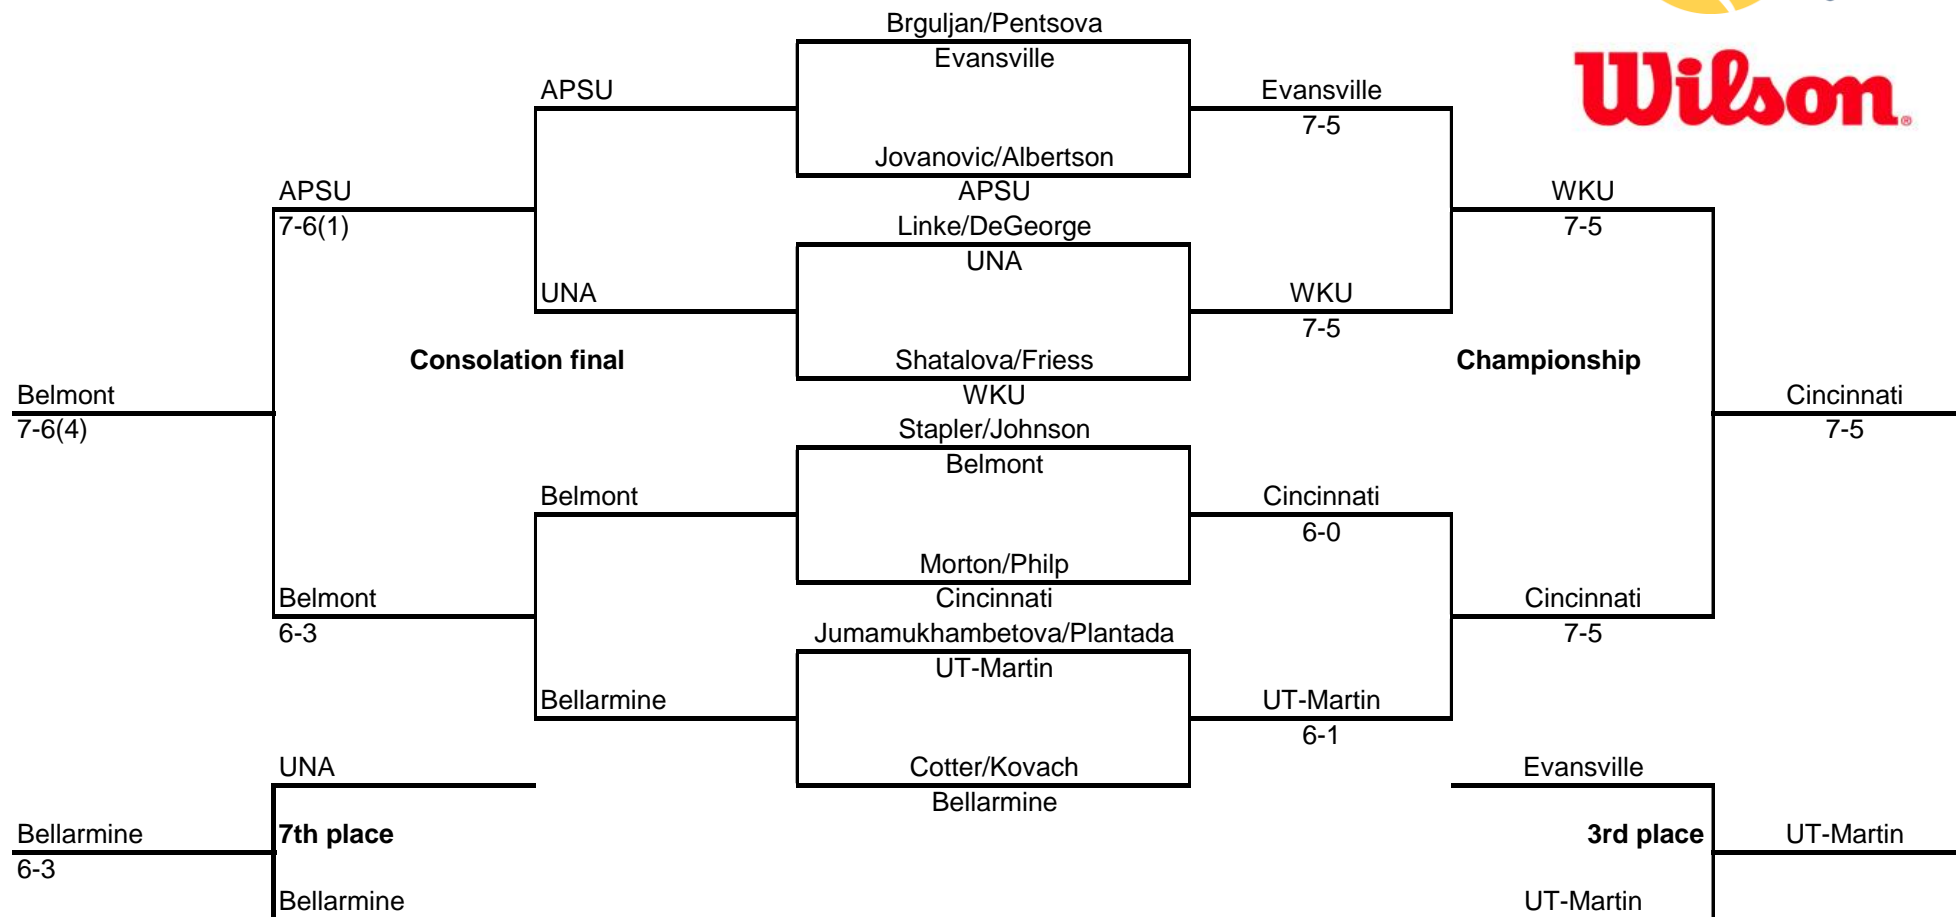 Brguljan/Pentsova
Evansville
APSU
Evansville
7-5
Wilson
Jovanovic/Albertson
APSU
APSU
WKU
7-6(1)
7-5
Linke/DeGeorge
UNA
UNA
WKU
7-5
Consolation final
Shatalova/Friess
Championship
WKU
Belmont
Cincinnati
7-6(4)
7-5
Stapler/Johnson
Belmont
Belmont
Cincinnati
6-0
Morton/Philp
Cincinnati
Belmont
Cincinnati
6-3
7-5
Jumamukhambetova/Plantada
UT-Martin
Bellarmine
UT-Martin
6-1
UNA
Cotter/Kovach
Evansville
Bellarmine
Bellarmine
7th place
3rd place
UT-Martin
6-3
Bellarmine
UT-Martin